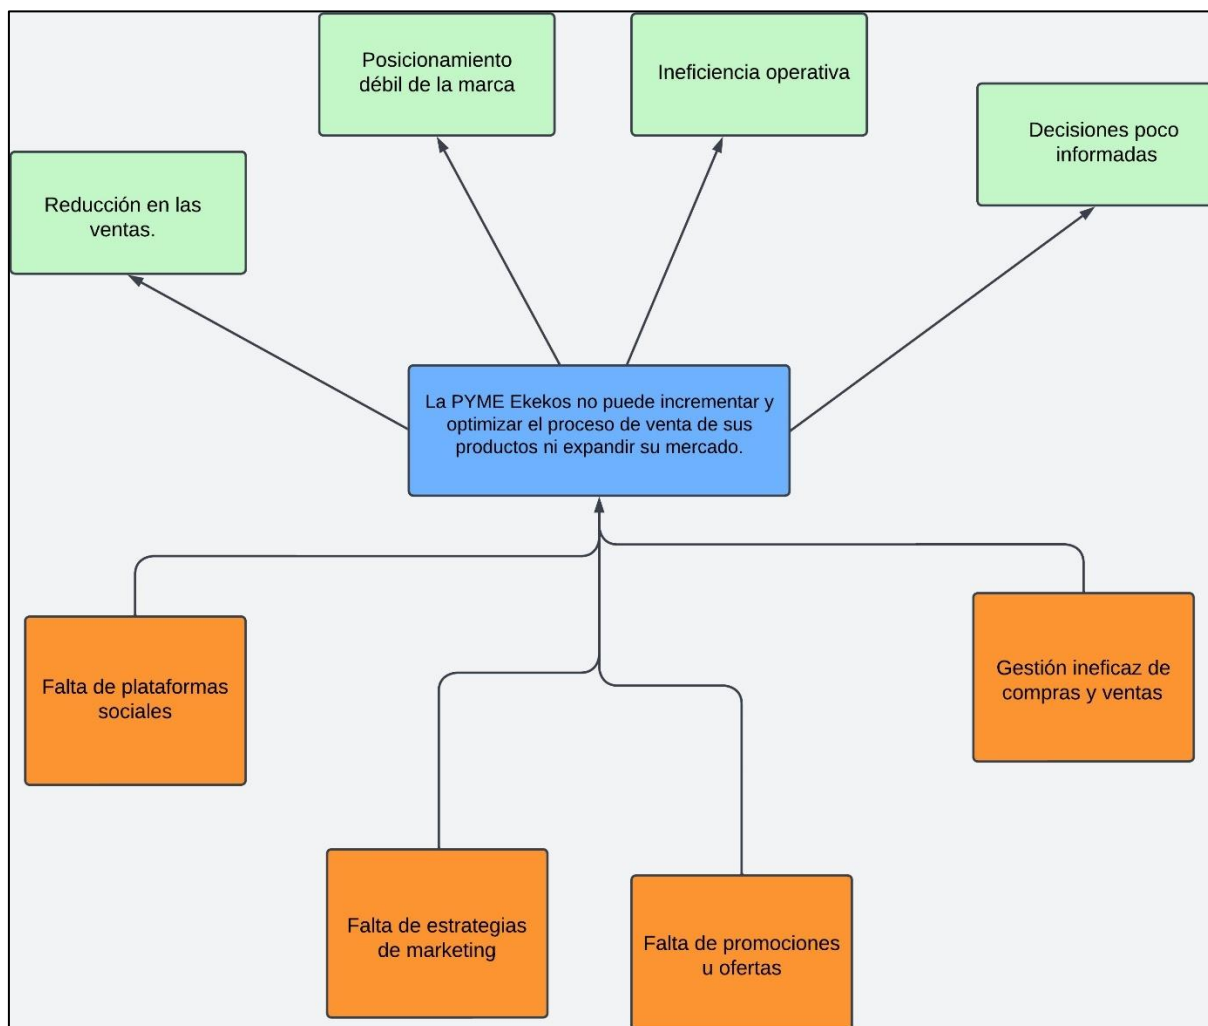 Posicionamiento
débil de la marca
Ineficiencia operativa
Decisiones poco
informadas
Reducción en las
ventas.
La PYME Ekekos no puede incrementar y
optimizar el proceso de venta de sus
productos ni expandir su mercado.
Falta de plataformas
sociales
Gestión ineficaz de
compras y ventas
Falta de estrategias
de marketing
Falta de promociones
u ofertas